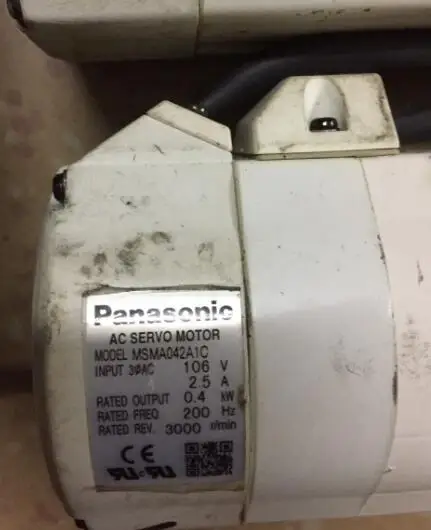 Panasonic
AC SERVO MOTOR
MODEL MSMA042A1C
INPUT 3ΦAC 106 V
2.5 A
RATED OUTPUT 0.4 kW
RATED FREQ. 200 Hz
RATED REV. 3000 r/min
CE